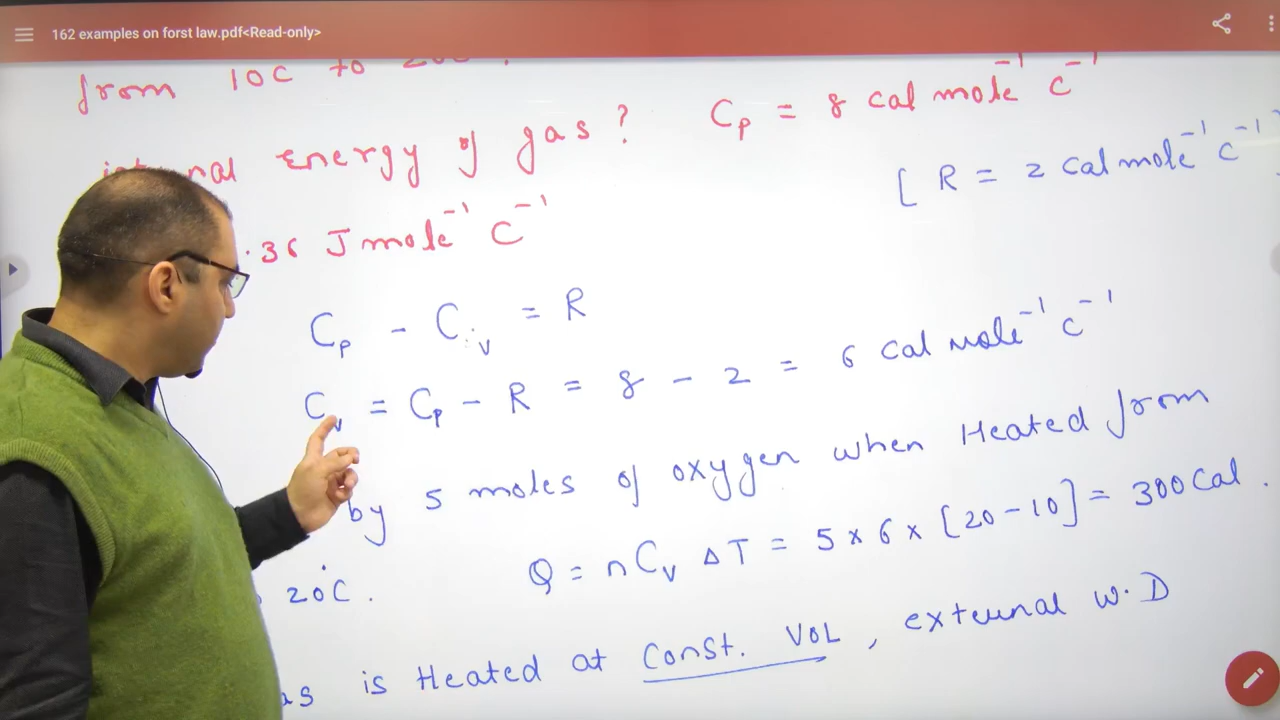 162 examples on forst law.pdf<Read-only>
from 10C to
internal energy of gas? Cp = 8 cal mole⁻¹ c⁻¹
[ R = 2 cal mole⁻¹ c⁻¹ ]
.36 J mole⁻¹ C⁻¹
Cp - Cv = R
Cv = Cp - R = 8 - 2 = 6 Cal mole⁻¹ c⁻¹
by 5 moles of oxygen when Heated from
20°C. Q = n Cv ΔT = 5 × 6 × [20 - 10] = 300 Cal.
is Heated at Const. VOL, external W.D